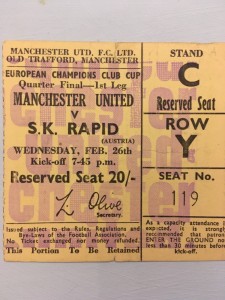 MANCHESTER UTD. F.C. LTD.
OLD TRAFFORD, MANCHESTER
EUROPEAN CHAMPIONS CLUB CUP
Quarter Final—1st Leg
MANCHESTER UNITED
V
S.K. RAPID
(AUSTRIA)
WEDNESDAY, FEB. 26th
Kick-off 7-45 p.m.
Reserved Seat 20/-
L Olive
Secretary.
Issued subject to the Rules, Regulations and
Bye-Laws of the Football Association.
No Ticket exchanged nor money refunded.
This Portion To Be Retained
STAND
C
Reserved Seat
ROW
Y
SEAT No.
119
As a capacity attendance is
expected, it is strongly
recommended that patrons
ENTER THE GROUND not
less than 30 minutes before
kick-off.